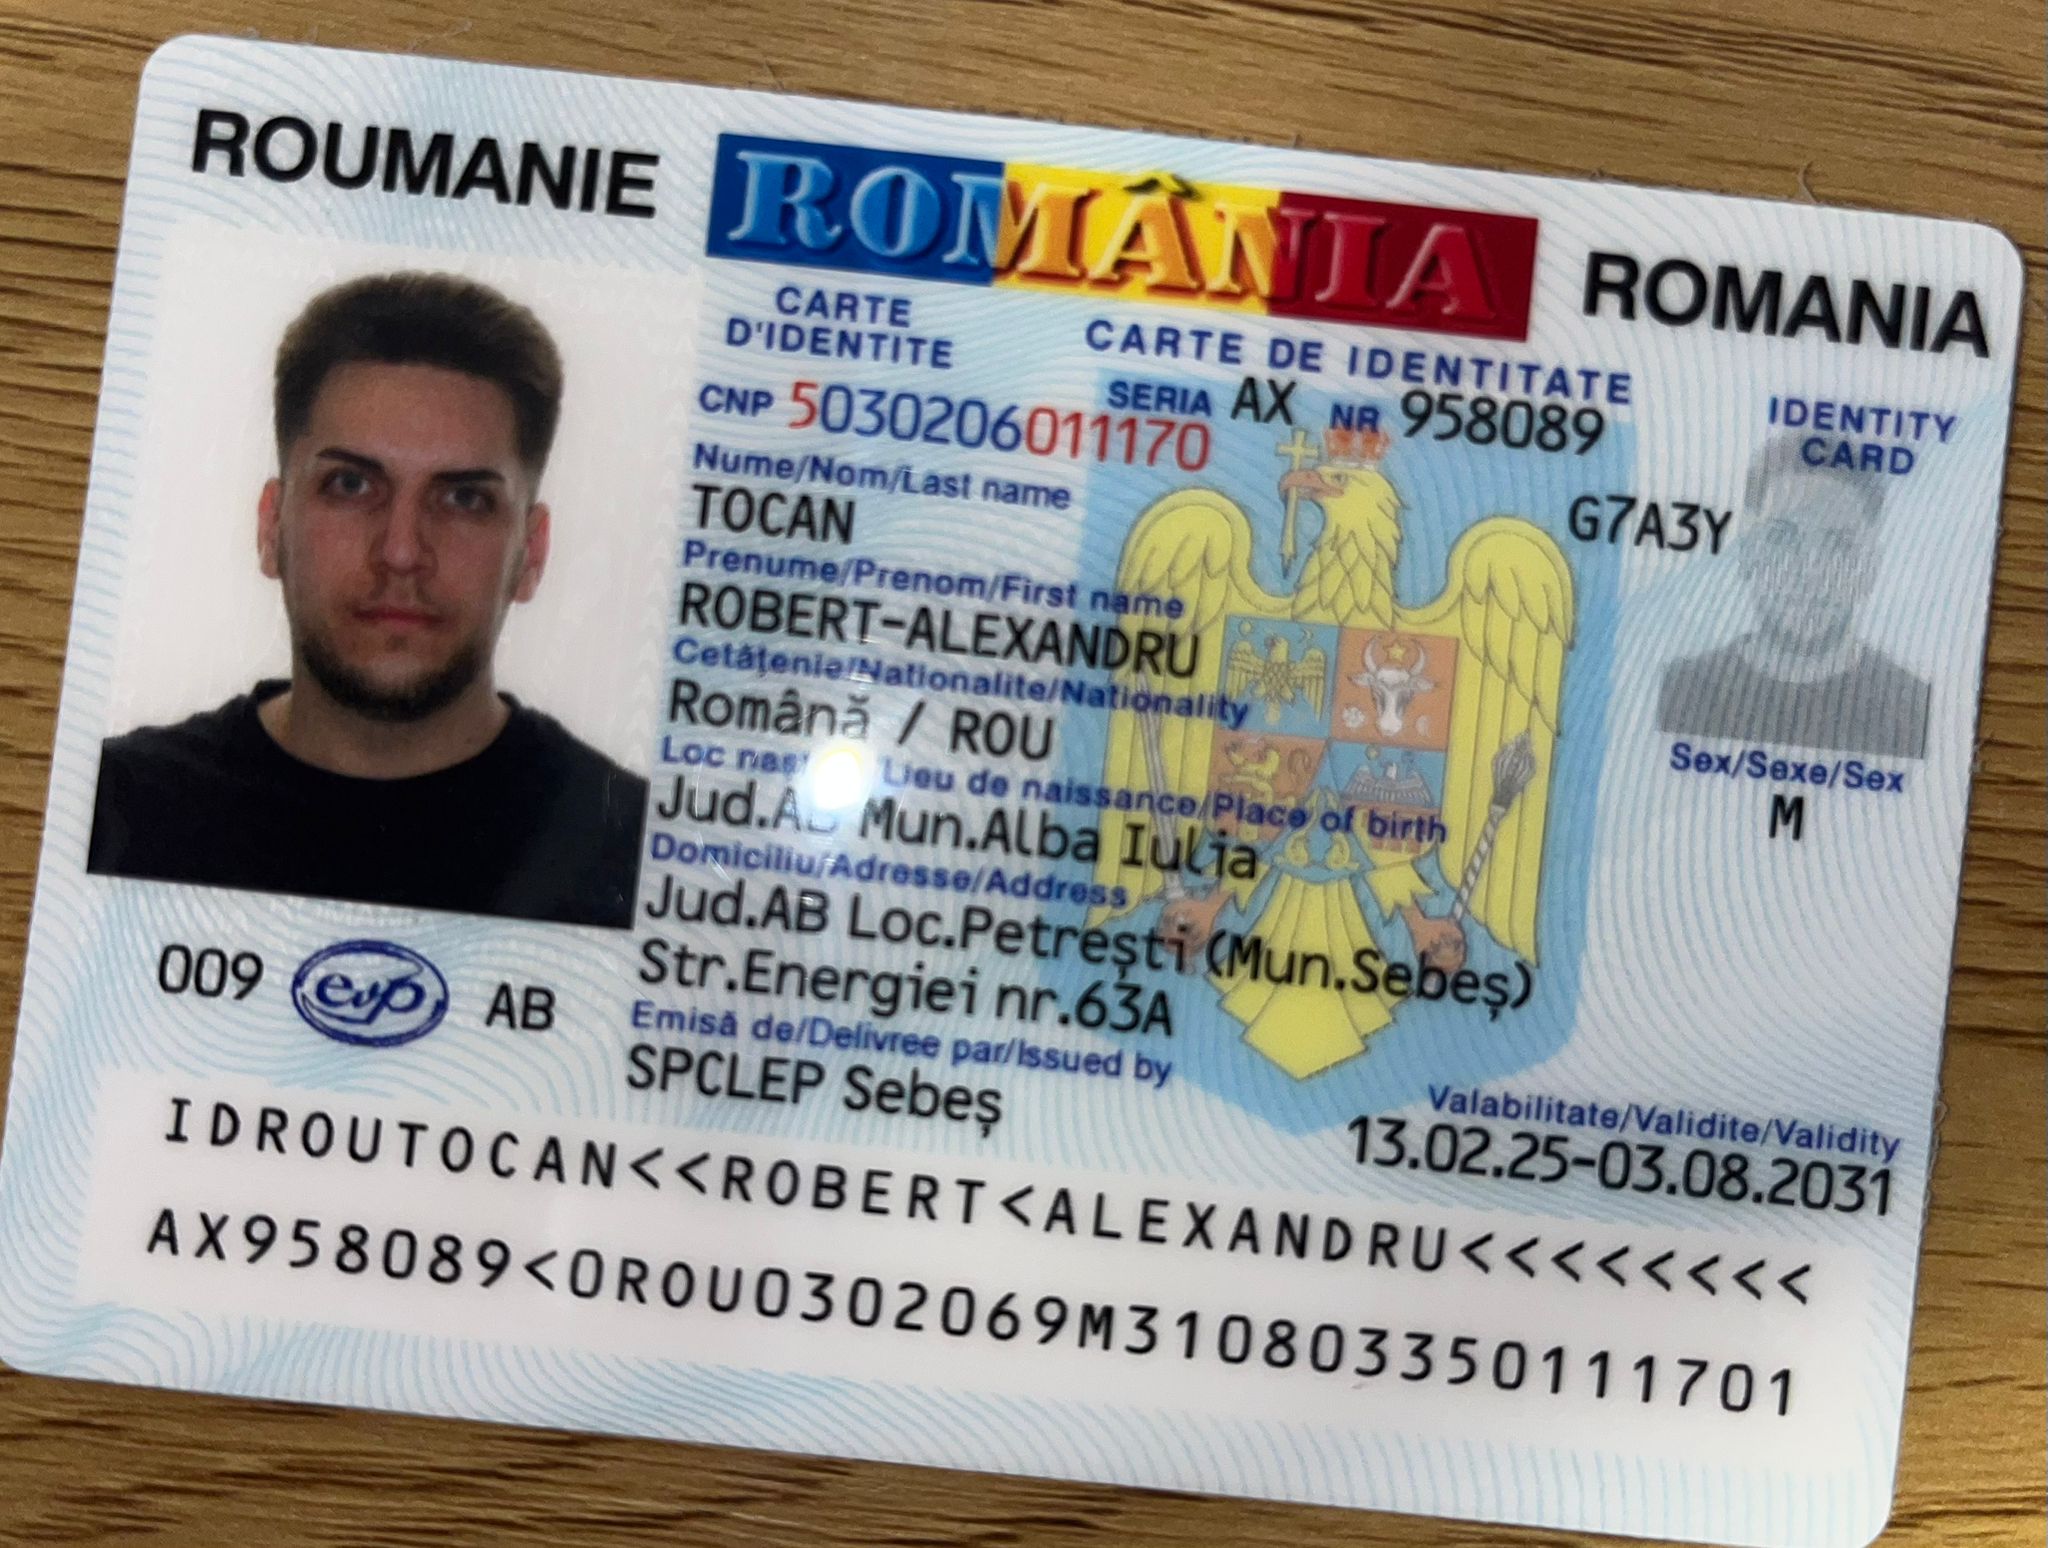 ROUMANIE ROMÂNIA ROMANIA
CARTE D'IDENTITE
CARTE DE IDENTITATE
IDENTITY CARD
SERIA AX NR 958089
CNP 5030206011170
G7A3Y
Nume/Nom/Last name
TOCAN
Prenume/Prenom/First name
ROBERT-ALEXANDRU
Cetățenie/Nationalite/Nationality
Română / ROU
Loc Lieu de naissance/Place of birth
Jud.AB Mun.Alba Iulia
Sex/Sexe/Sex
M
Domiciliu/Adresse/Address
Jud.AB Loc.Petrești (Mun.Sebeș)
Str.Energiei nr.63A
009 evp AB
Emisă de/Delivree par/Issued by
SPCLEP Sebeș
Valabilitate/Validite/Validity
13.02.25-03.08.2031
IDROUTOCAN<<ROBERT<ALEXANDRU<<<<<<<<
AX958089<0ROU0302069M310803350111701